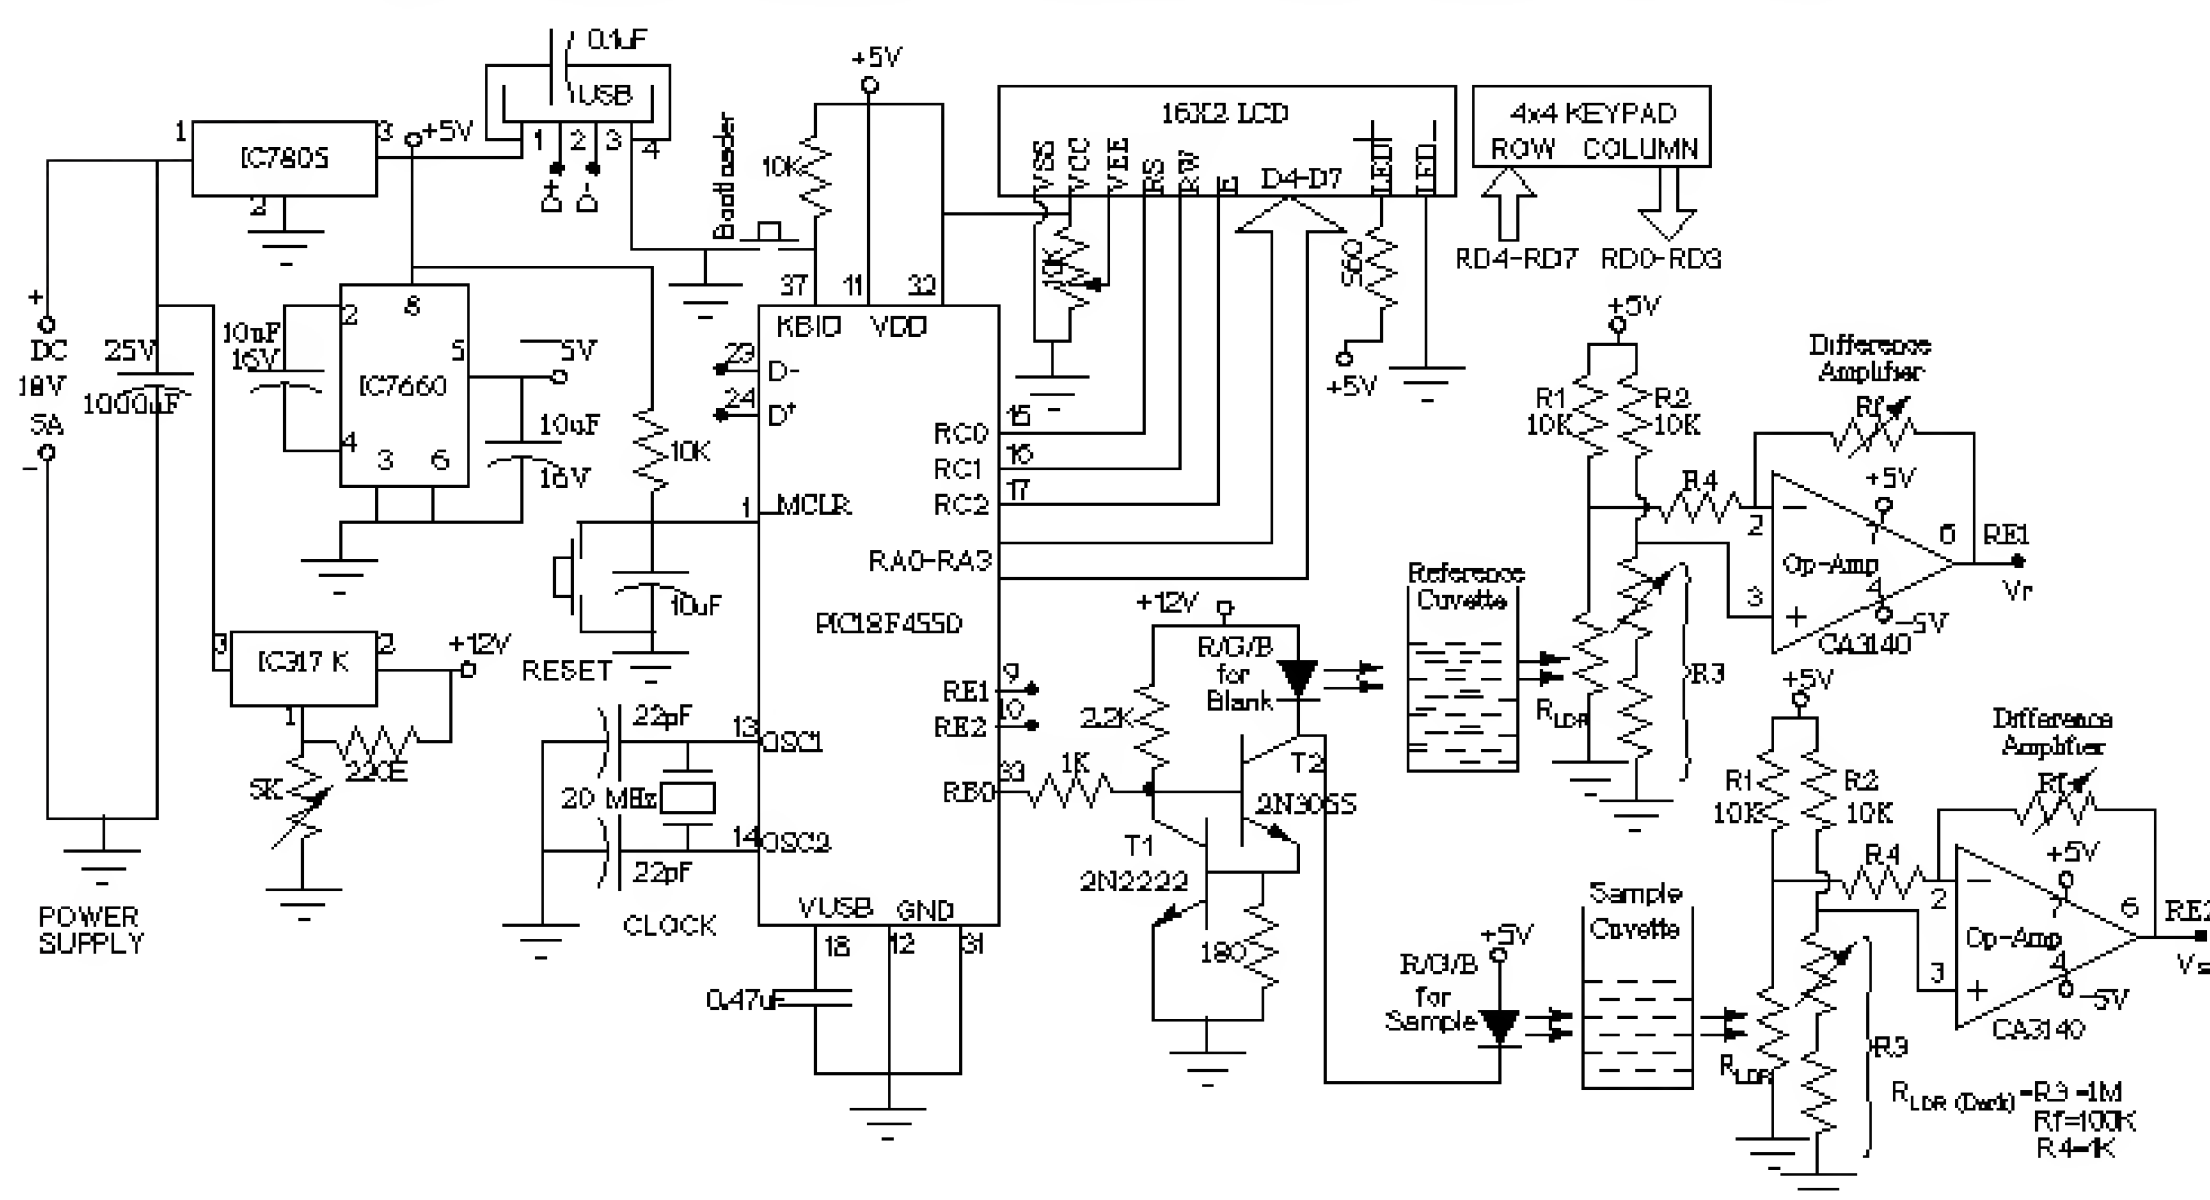 0.1uF
USB
1
2
3
4
D+
D-
1
IC7805
3
+5V
2
+
DC
18V
5A
-
25V
1000uF
10uF
16V
2
8
5
IC7660
4
3
6
5V
10uF
16V
3
IC317 K
2
+12V
1
220E
5K
POWER
SUPPLY
10K
10uF
RESET
22pF
20 MHz
22pF
CLOCK
Bootloader
10K
+5V
37
11
32
KBI0
VDD
23
D-
24
D+
1
MCLR
15
RC0
16
RC1
17
RC2
RA0-RA3
PIC18F4550
9
RE1
10
RE2
33
RB0
13
OSC1
14
OSC2
VUSB
GND
18
12
31
0.47uF
16X2 LCD
VSS
VCC
VEE
RS
RW
E
D4-D7
LED+
LED-
10K
560
+5V
4x4 KEYPAD
ROW COLUMN
RD4-RD7 RD0-RD3
+12V
R/G/B
for
Blank
2.2K
1K
T2
2N3055
T1
2N2222
180
Reference
Cuvette
+5V
R1
10K
R2
10K
R4
RLDR
R3
Difference
Amplifier
Rf
+5V
2
-
7
6
RE1
Op-Amp
4
3
+
-5V
Vr
CA3140
+5V
R/G/B
for
Sample
Sample
Cuvette
+5V
R1
10K
R2
10K
R4
RLDR
R3
Difference
Amplifier
Rf
+5V
2
-
7
6
RE2
Op-Amp
4
3
+
-5V
CA3140
RLDR (Dark) =R3 =1M
Rf=100K
R4=1K